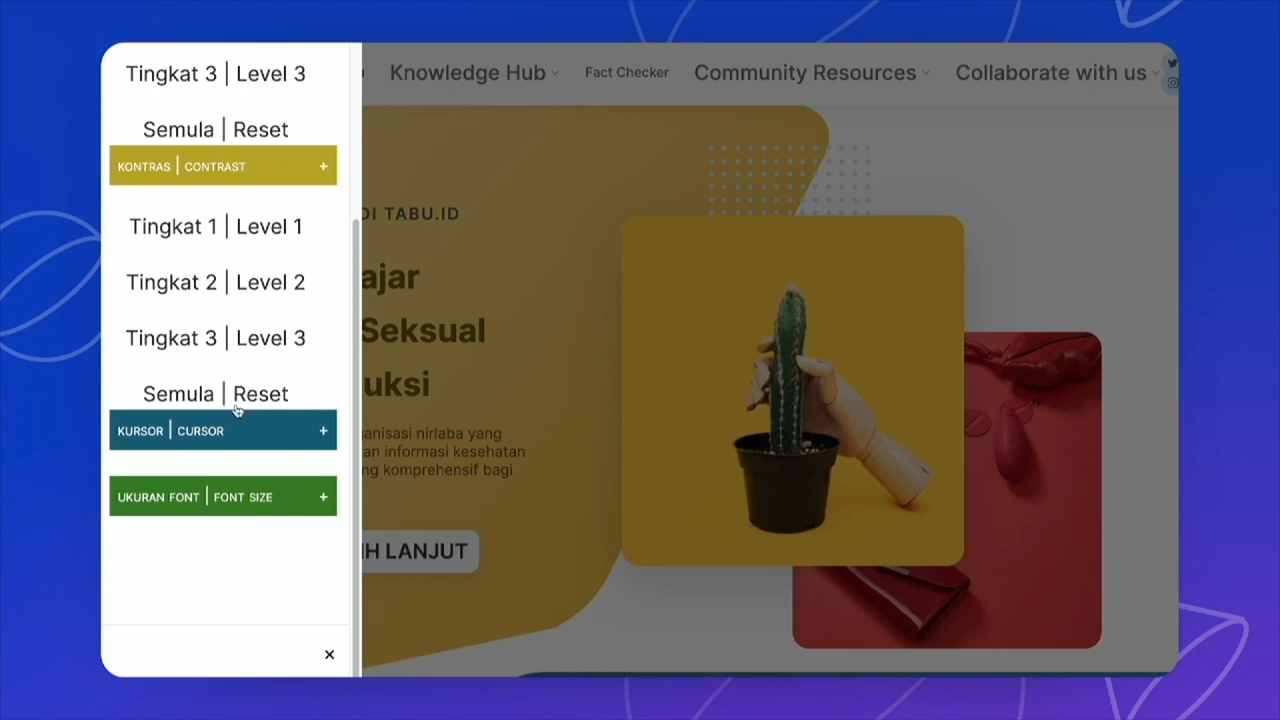 Tingkat 3 | Level 3
Semula | Reset
KONTRAS | CONTRAST +
Tingkat 1 | Level 1
Tingkat 2 | Level 2
Tingkat 3 | Level 3
Semula | Reset
KURSOR | CURSOR +
UKURAN FONT | FONT SIZE +
×
Knowledge Hub
Fact Checker
Community Resources
Collaborate with us
DI TABU.ID
ajar
Seksual
uksi
ganisasi nirlaba yang
an informasi kesehatan
ng komprehensif bagi
IH LANJUT